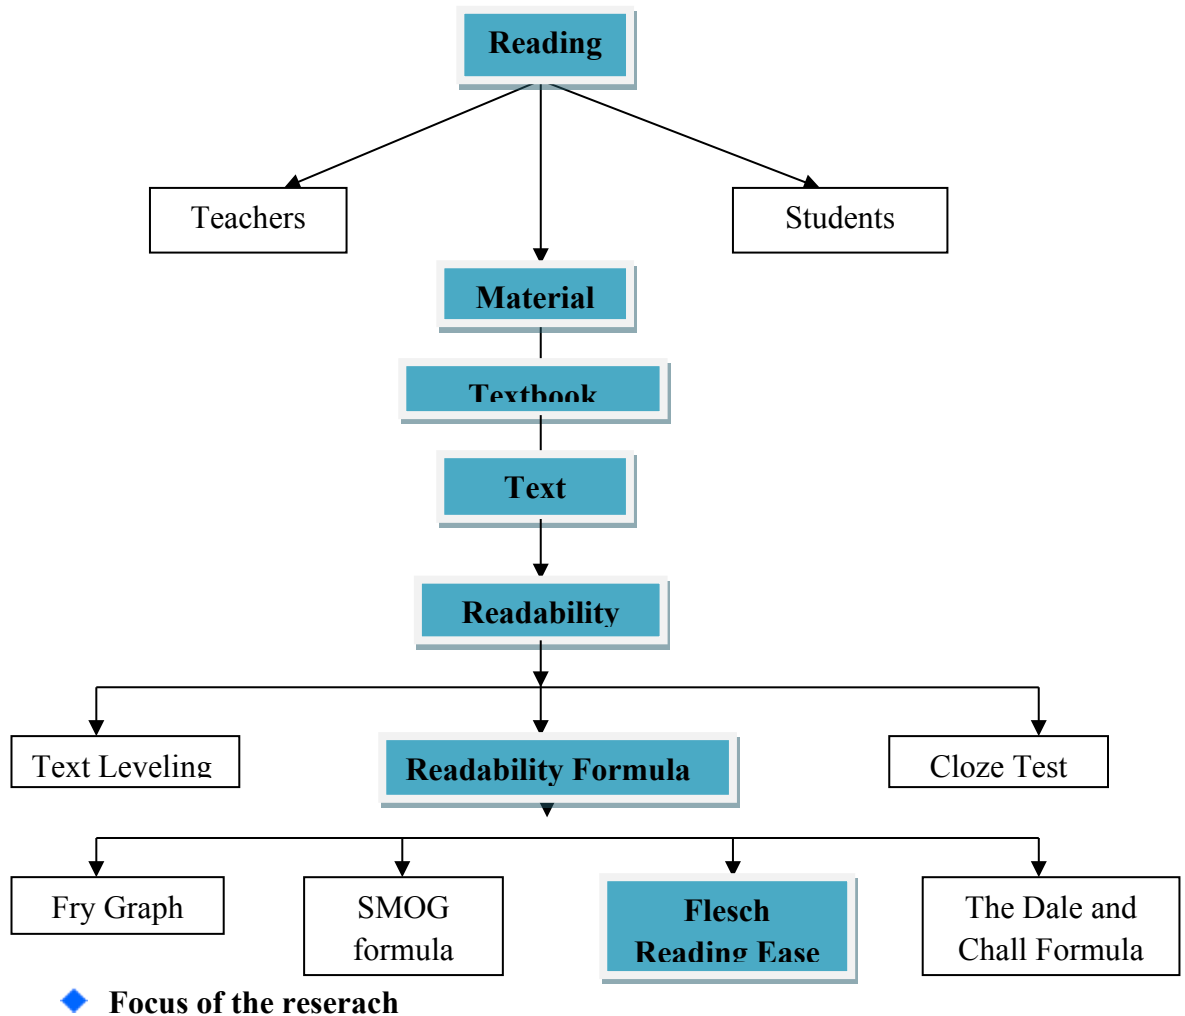 Reading
Teachers
Students
Material
Textbook
Text
Readability
Text Leveling
Readability Formula
Cloze Test
Fry Graph
SMOG
formula
Flesch
Reading Ease
The Dale and
Chall Formula
Focus of the reserach